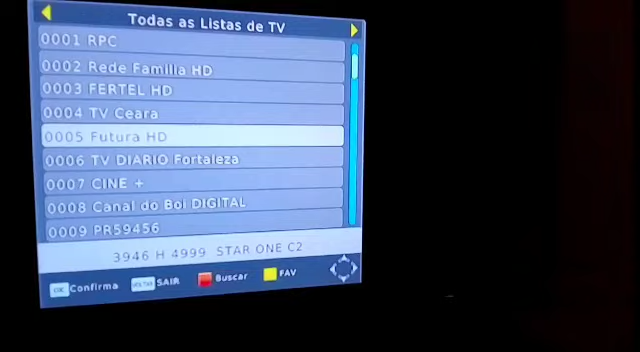 Todas as Listas de TV
0001 RPC
0002 Rede Familia HD
0003 FERTEL HD
0004 TV Ceara
0005 Futura HD
0006 TV DIARIO Fortaleza
0007 CINE +
0008 Canal do Boi DIGITAL
0009 PR59456
3946 H 4999 STAR ONE C2
OK Confirma VOLTAR SAIR Buscar FAV